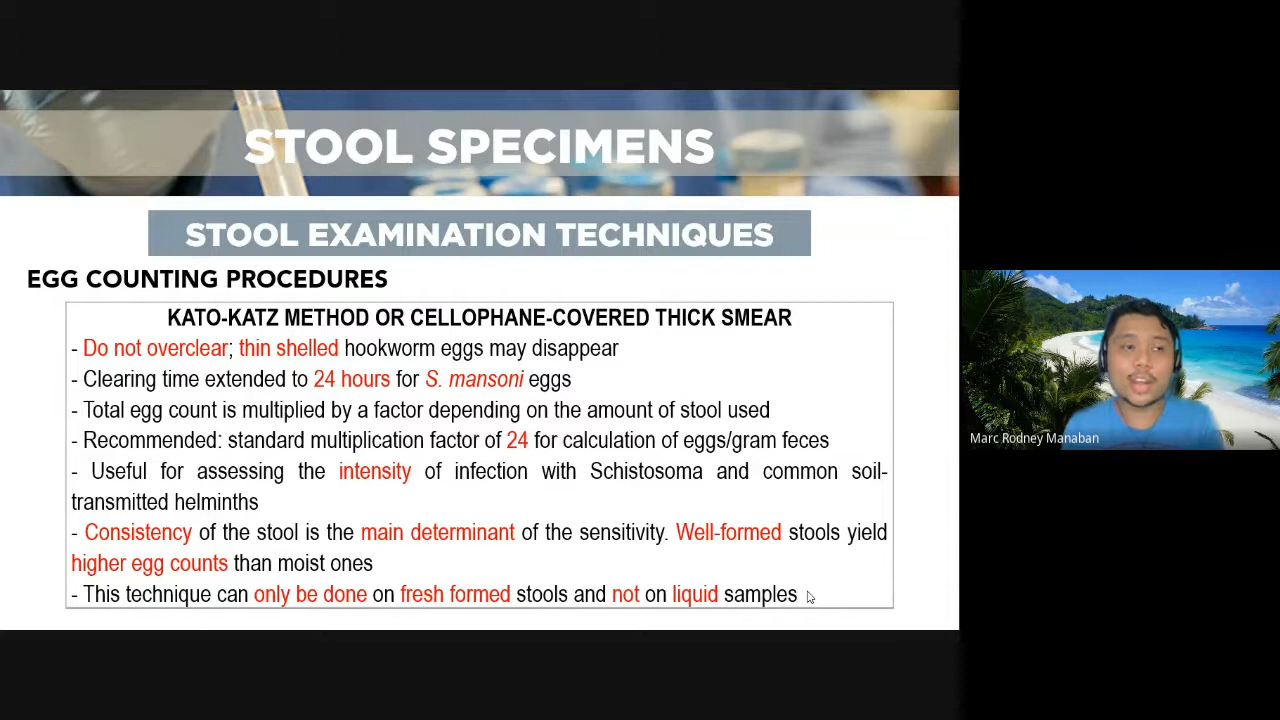 STOOL SPECIMENS
STOOL EXAMINATION TECHNIQUES
EGG COUNTING PROCEDURES
KATO-KATZ METHOD OR CELLOPHANE-COVERED THICK SMEAR
- Do not overclear; thin shelled hookworm eggs may disappear
- Clearing time extended to 24 hours for S. mansoni eggs
- Total egg count is multiplied by a factor depending on the amount of stool used
- Recommended: standard multiplication factor of 24 for calculation of eggs/gram feces
- Useful for assessing the intensity of infection with Schistosoma and common soil-
transmitted helminths
- Consistency of the stool is the main determinant of the sensitivity. Well-formed stools yield
higher egg counts than moist ones
- This technique can only be done on fresh formed stools and not on liquid samples
Marc Rodney Manaban